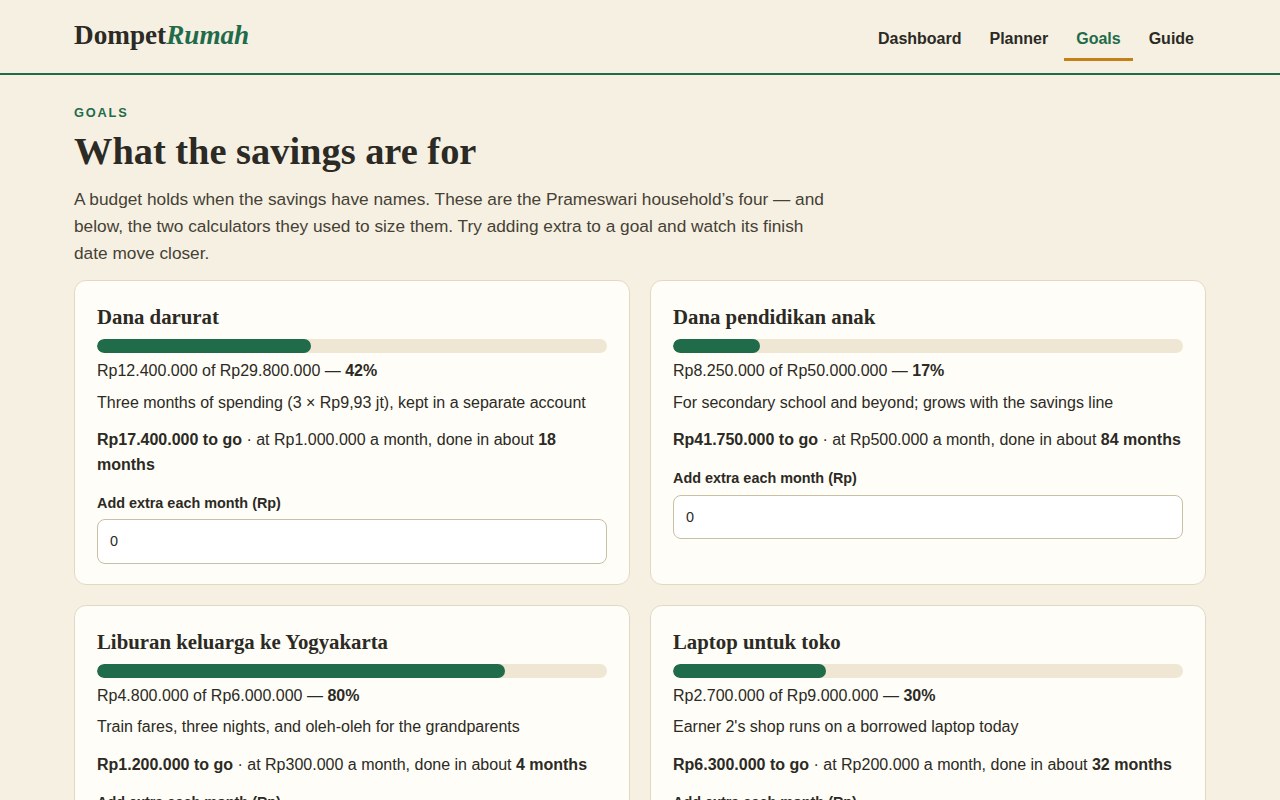 DompetRumah
Dashboard Planner Goals Guide
GOALS
What the savings are for
A budget holds when the savings have names. These are the Prameswari household’s four — and
below, the two calculators they used to size them. Try adding extra to a goal and watch its finish
date move closer.
Dana darurat
Rp12.400.000 of Rp29.800.000 — 42%
Three months of spending (3 × Rp9,93 jt), kept in a separate account
Rp17.400.000 to go · at Rp1.000.000 a month, done in about 18
months
Add extra each month (Rp)
0
Dana pendidikan anak
Rp8.250.000 of Rp50.000.000 — 17%
For secondary school and beyond; grows with the savings line
Rp41.750.000 to go · at Rp500.000 a month, done in about 84 months
Add extra each month (Rp)
0
Liburan keluarga ke Yogyakarta
Rp4.800.000 of Rp6.000.000 — 80%
Train fares, three nights, and oleh-oleh for the grandparents
Rp1.200.000 to go · at Rp300.000 a month, done in about 4 months
Add extra each month (Rp)
Laptop untuk toko
Rp2.700.000 of Rp9.000.000 — 30%
Earner 2's shop runs on a borrowed laptop today
Rp6.300.000 to go · at Rp200.000 a month, done in about 32 months
Add extra each month (Rp)